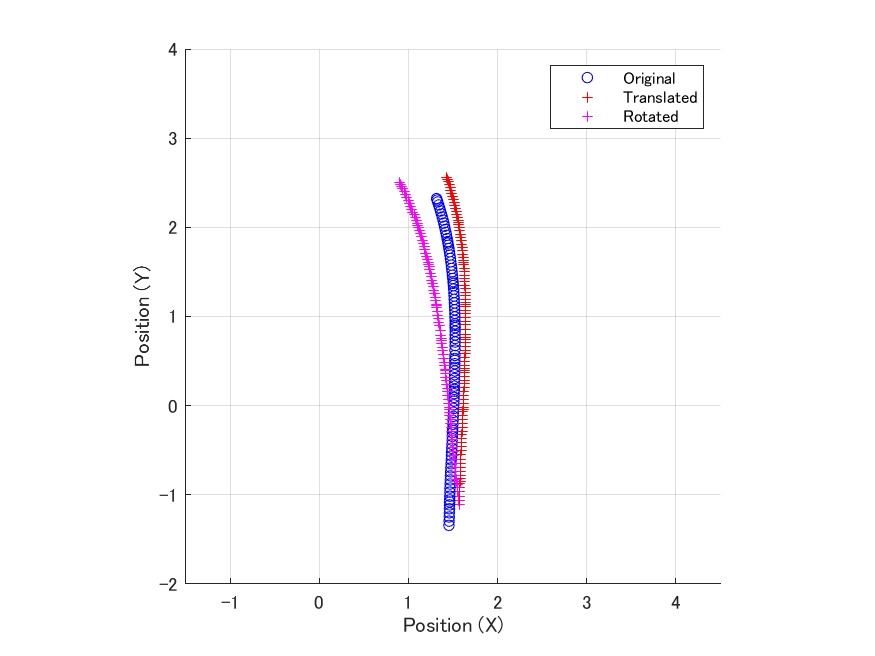 4
3
2
1
0
−1
−2
−1
0
1
2
3
4
Position (Y)
Position (X)
Original
Translated
Rotated